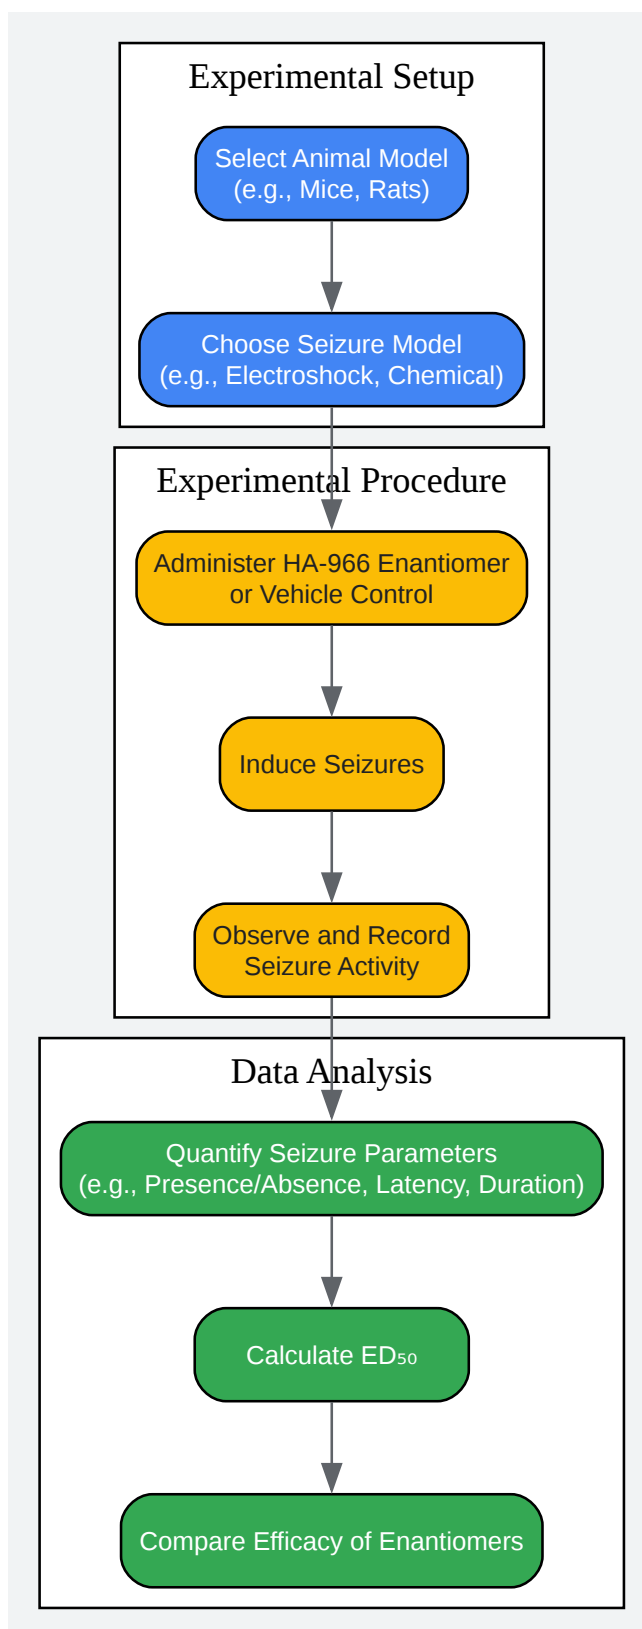 Experimental Setup
Select Animal Model
(e.g., Mice, Rats)
Choose Seizure Model
(e.g., Electroshock, Chemical)
Experimental Procedure
Administer HA-966 Enantiomer
or Vehicle Control
Induce Seizures
Observe and Record
Seizure Activity
Data Analysis
Quantify Seizure Parameters
(e.g., Presence/Absence, Latency, Duration)
Calculate ED₅₀
Compare Efficacy of Enantiomers